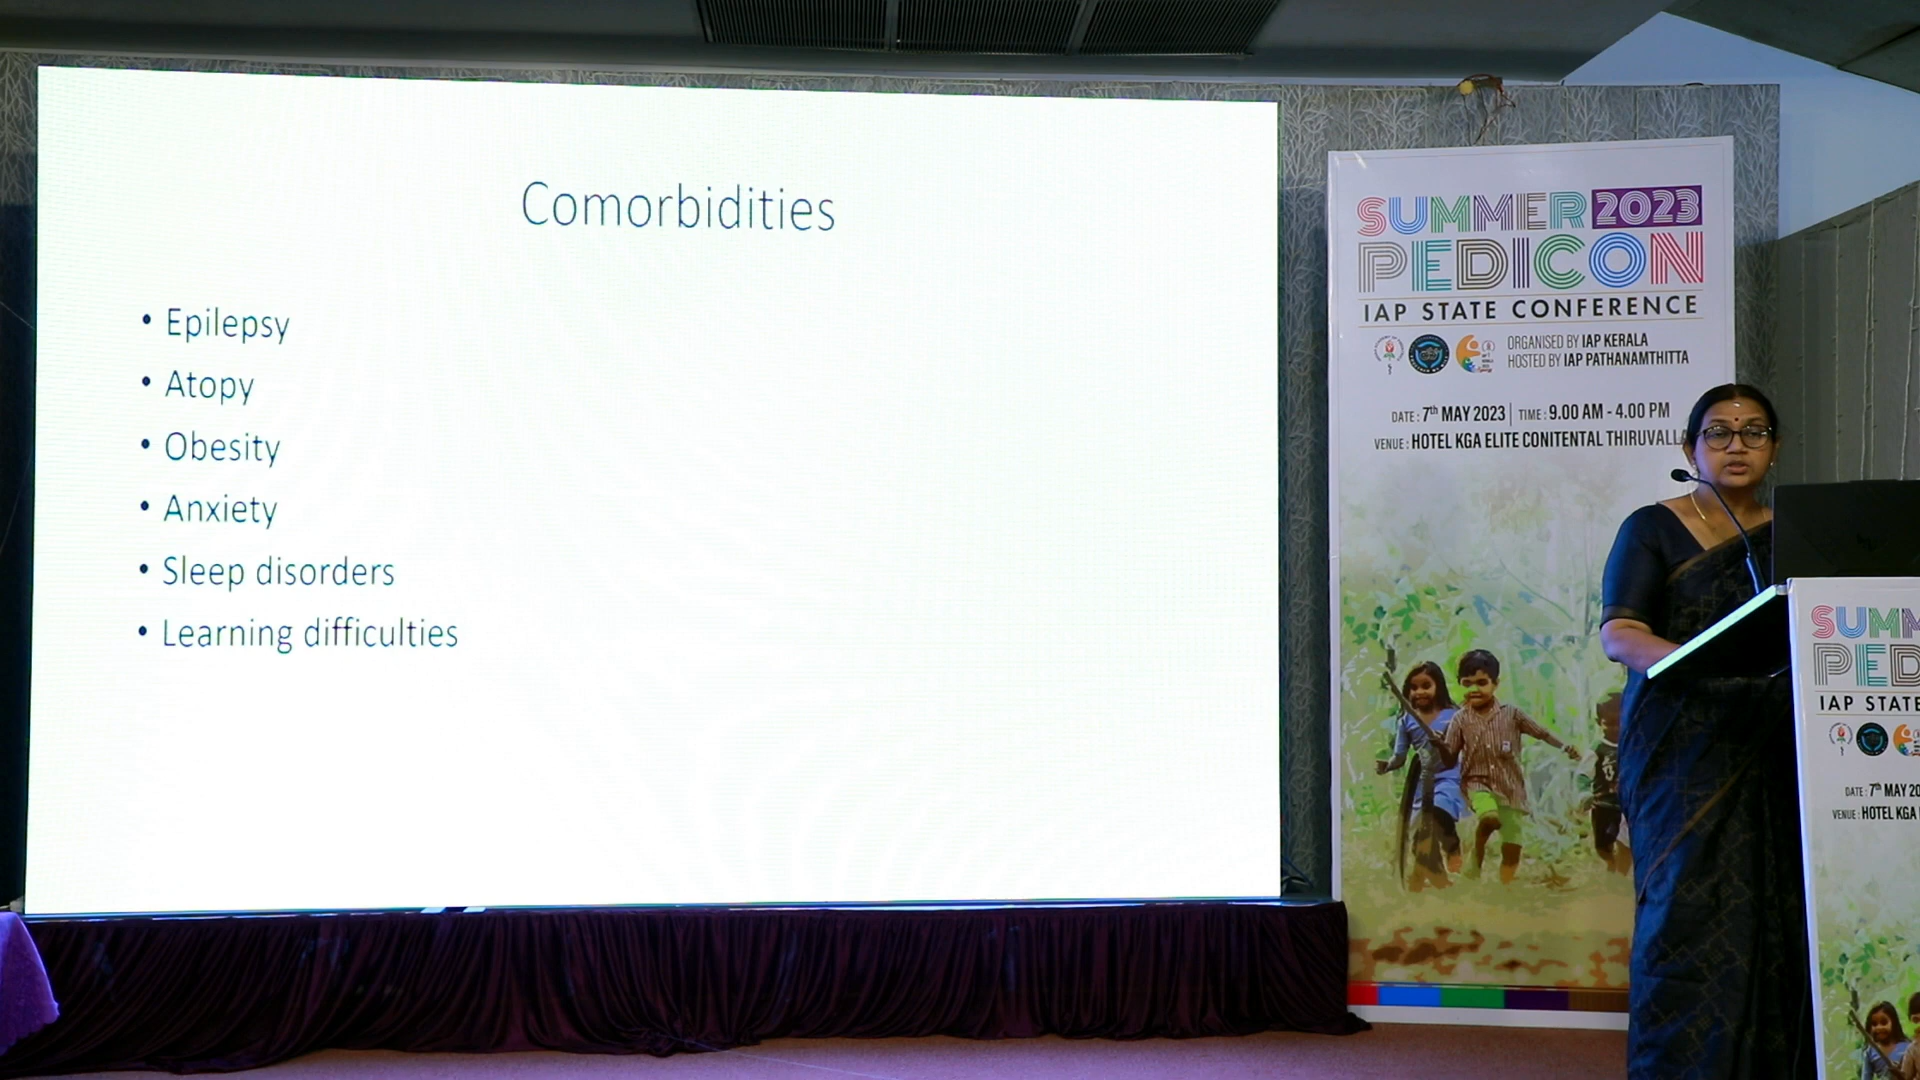 Comorbidities
• Epilepsy
• Atopy
• Obesity
• Anxiety
• Sleep disorders
• Learning difficulties
SUMMER 2023
PEDICON
IAP STATE CONFERENCE
ORGANISED BY IAP KERALA
HOSTED BY IAP PATHANAMTHITTA
DATE : 7th MAY 2023 | TIME : 9.00 AM - 4.00 PM
VENUE : HOTEL KGA ELITE CONITENTAL THIRUVALLA
SUMM
PED
IAP STATE
DATE : 7th MAY 20
VENUE : HOTEL KGA